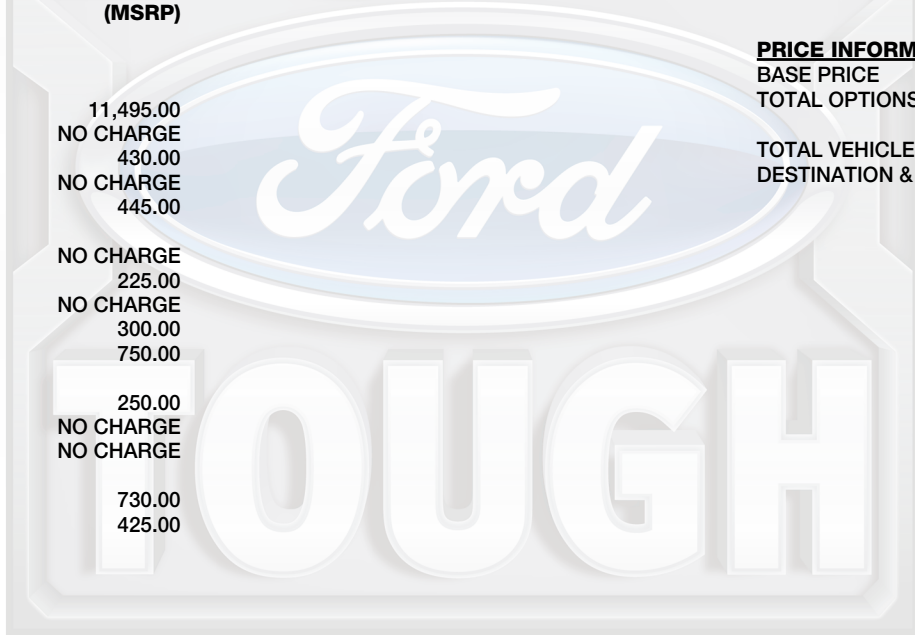 (MSRP)
11,495.00
NO CHARGE
430.00
NO CHARGE
445.00
NO CHARGE
225.00
NO CHARGE
300.00
750.00
250.00
NO CHARGE
NO CHARGE
730.00
425.00
PRICE INFORM
BASE PRICE
TOTAL OPTIONS
TOTAL VEHICLE
DESTINATION &
Ford
TOUGH